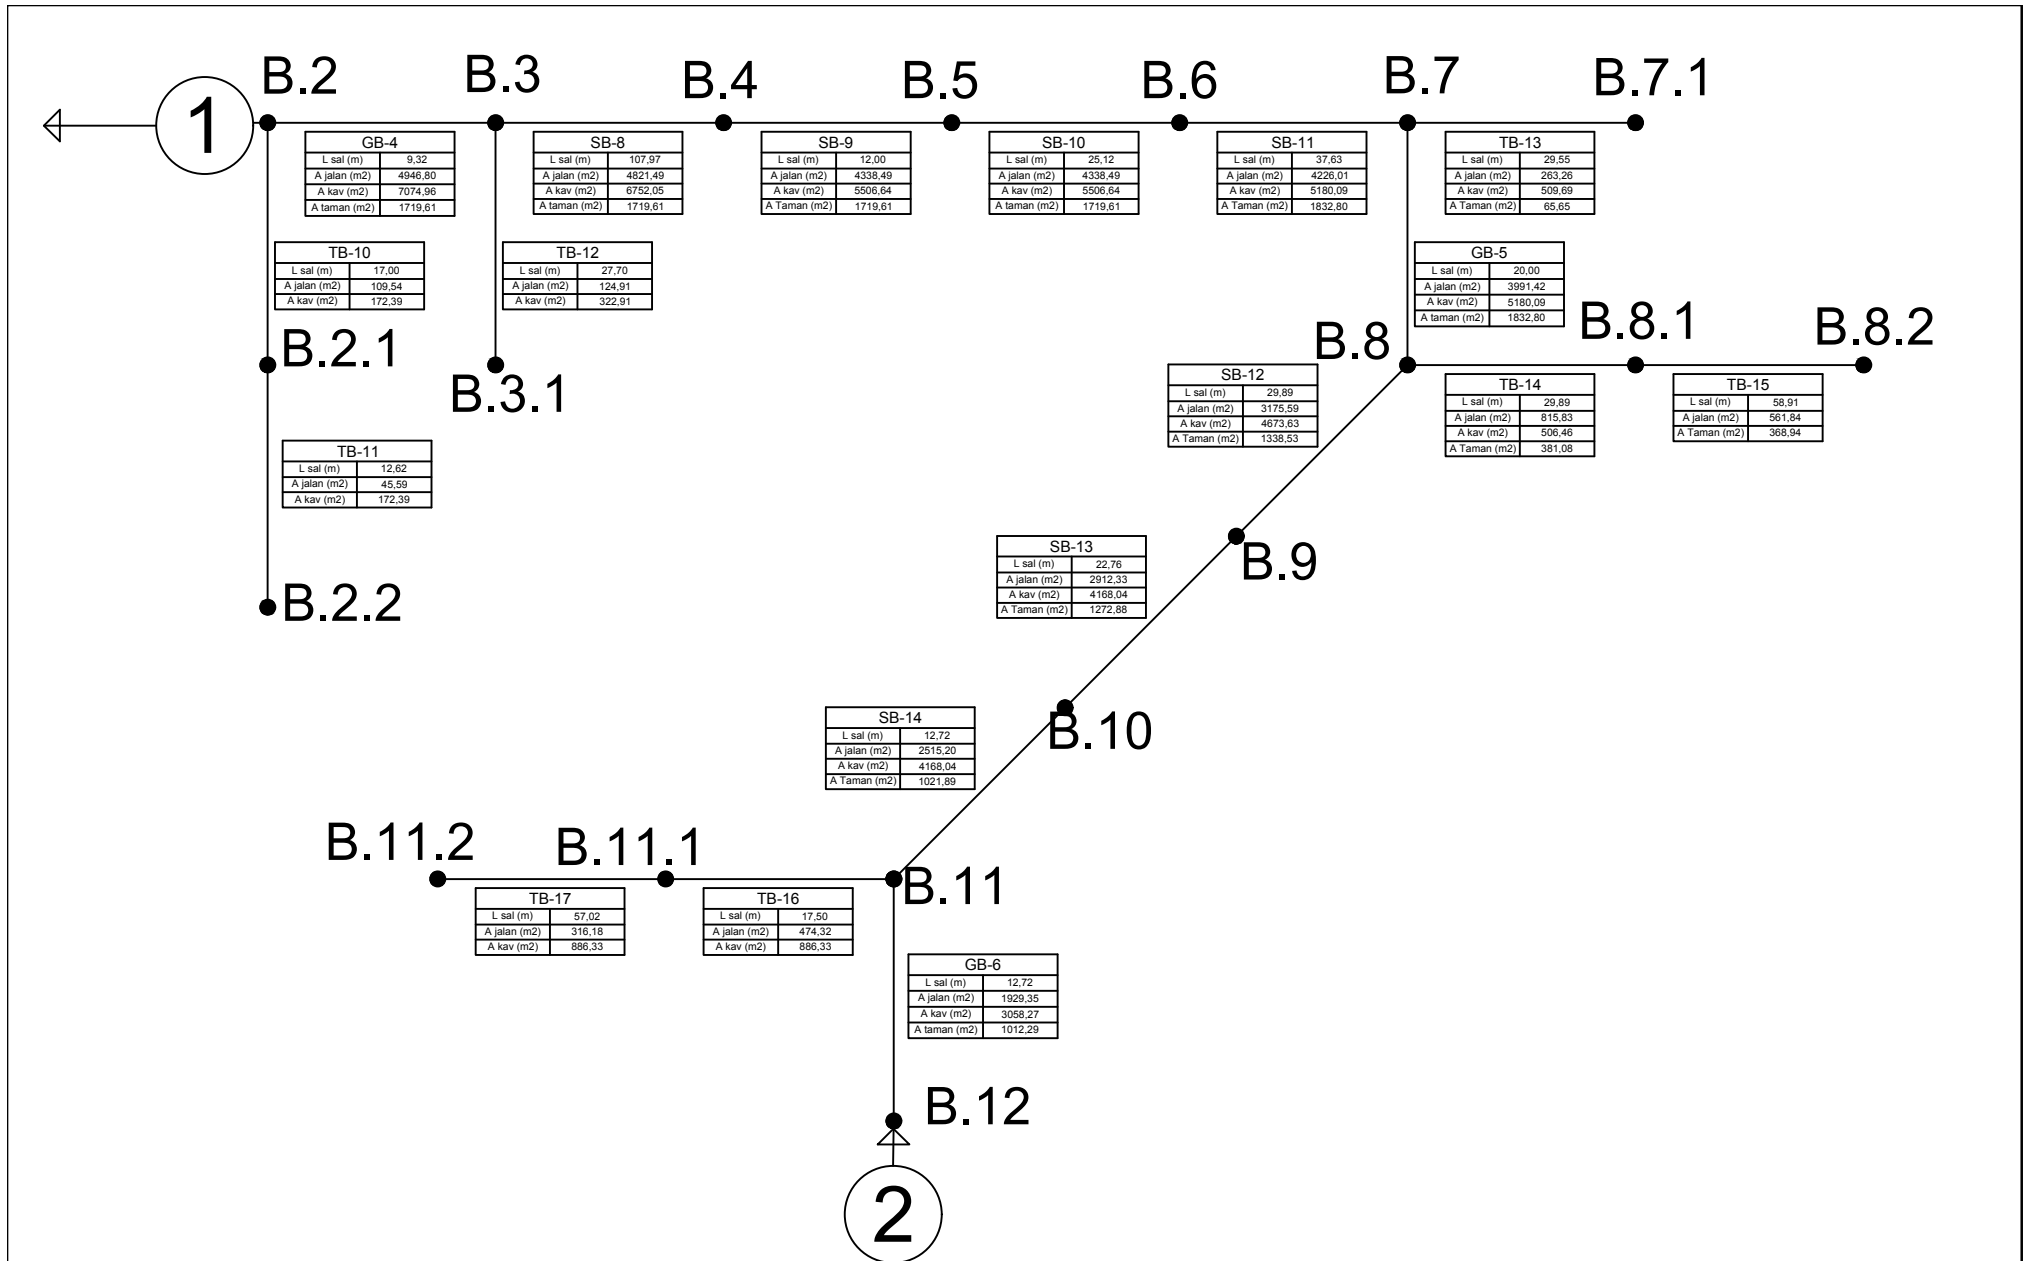 B.2
B.3
B.4
B.5
B.6
B.7
B.7.1
1
GB-4
L sal (m) 9,32
A jalan (m2) 4946,80
A kav (m2) 7074,96
A taman (m2) 1719,61
SB-8
L sal (m) 107,97
A jalan (m2) 4821,49
A kav (m2) 6752,05
A taman (m2) 1719,61
SB-9
L sal (m) 12,00
A jalan (m2) 4338,49
A kav (m2) 5506,64
A Taman (m2) 1719,61
SB-10
L sal (m) 25,12
A jalan (m2) 4338,49
A kav (m2) 5506,64
A taman (m2) 1719,61
SB-11
L sal (m) 37,63
A jalan (m2) 4226,01
A kav (m2) 5180,09
A Taman (m2) 1832,80
TB-13
L sal (m) 29,55
A jalan (m2) 263,26
A kav (m2) 509,69
A Taman (m2) 65,65
TB-10
L sal (m) 17,00
A jalan (m2) 109,54
A kav (m2) 172,39
TB-12
L sal (m) 27,70
A jalan (m2) 124,91
A kav (m2) 322,91
GB-5
L sal (m) 20,00
A jalan (m2) 3991,42
A kav (m2) 5180,09
A taman (m2) 1832,80
B.2.1
B.3.1
B.8
B.8.1
B.8.2
SB-12
L sal (m) 29,89
A jalan (m2) 3175,59
A kav (m2) 4673,63
A Taman (m2) 1338,53
TB-14
L sal (m) 29,89
A jalan (m2) 815,83
A kav (m2) 506,46
A Taman (m2) 381,08
TB-15
L sal (m) 58,91
A jalan (m2) 561,84
A Taman (m2) 368,94
TB-11
L sal (m) 12,62
A jalan (m2) 45,59
A kav (m2) 172,39
B.2.2
SB-13
L sal (m) 22,76
A jalan (m2) 2912,33
A kav (m2) 4168,04
A Taman (m2) 1272,88
B.9
SB-14
L sal (m) 12,72
A jalan (m2) 2515,20
A kav (m2) 4168,04
A Taman (m2) 1021,89
B.10
B.11.2
B.11.1
B.11
TB-17
L sal (m) 57,02
A jalan (m2) 316,18
A kav (m2) 886,33
TB-16
L sal (m) 17,50
A jalan (m2) 474,32
A kav (m2) 886,33
GB-6
L sal (m) 12,72
A jalan (m2) 1929,35
A kav (m2) 3058,27
A taman (m2) 1012,29
B.12
2